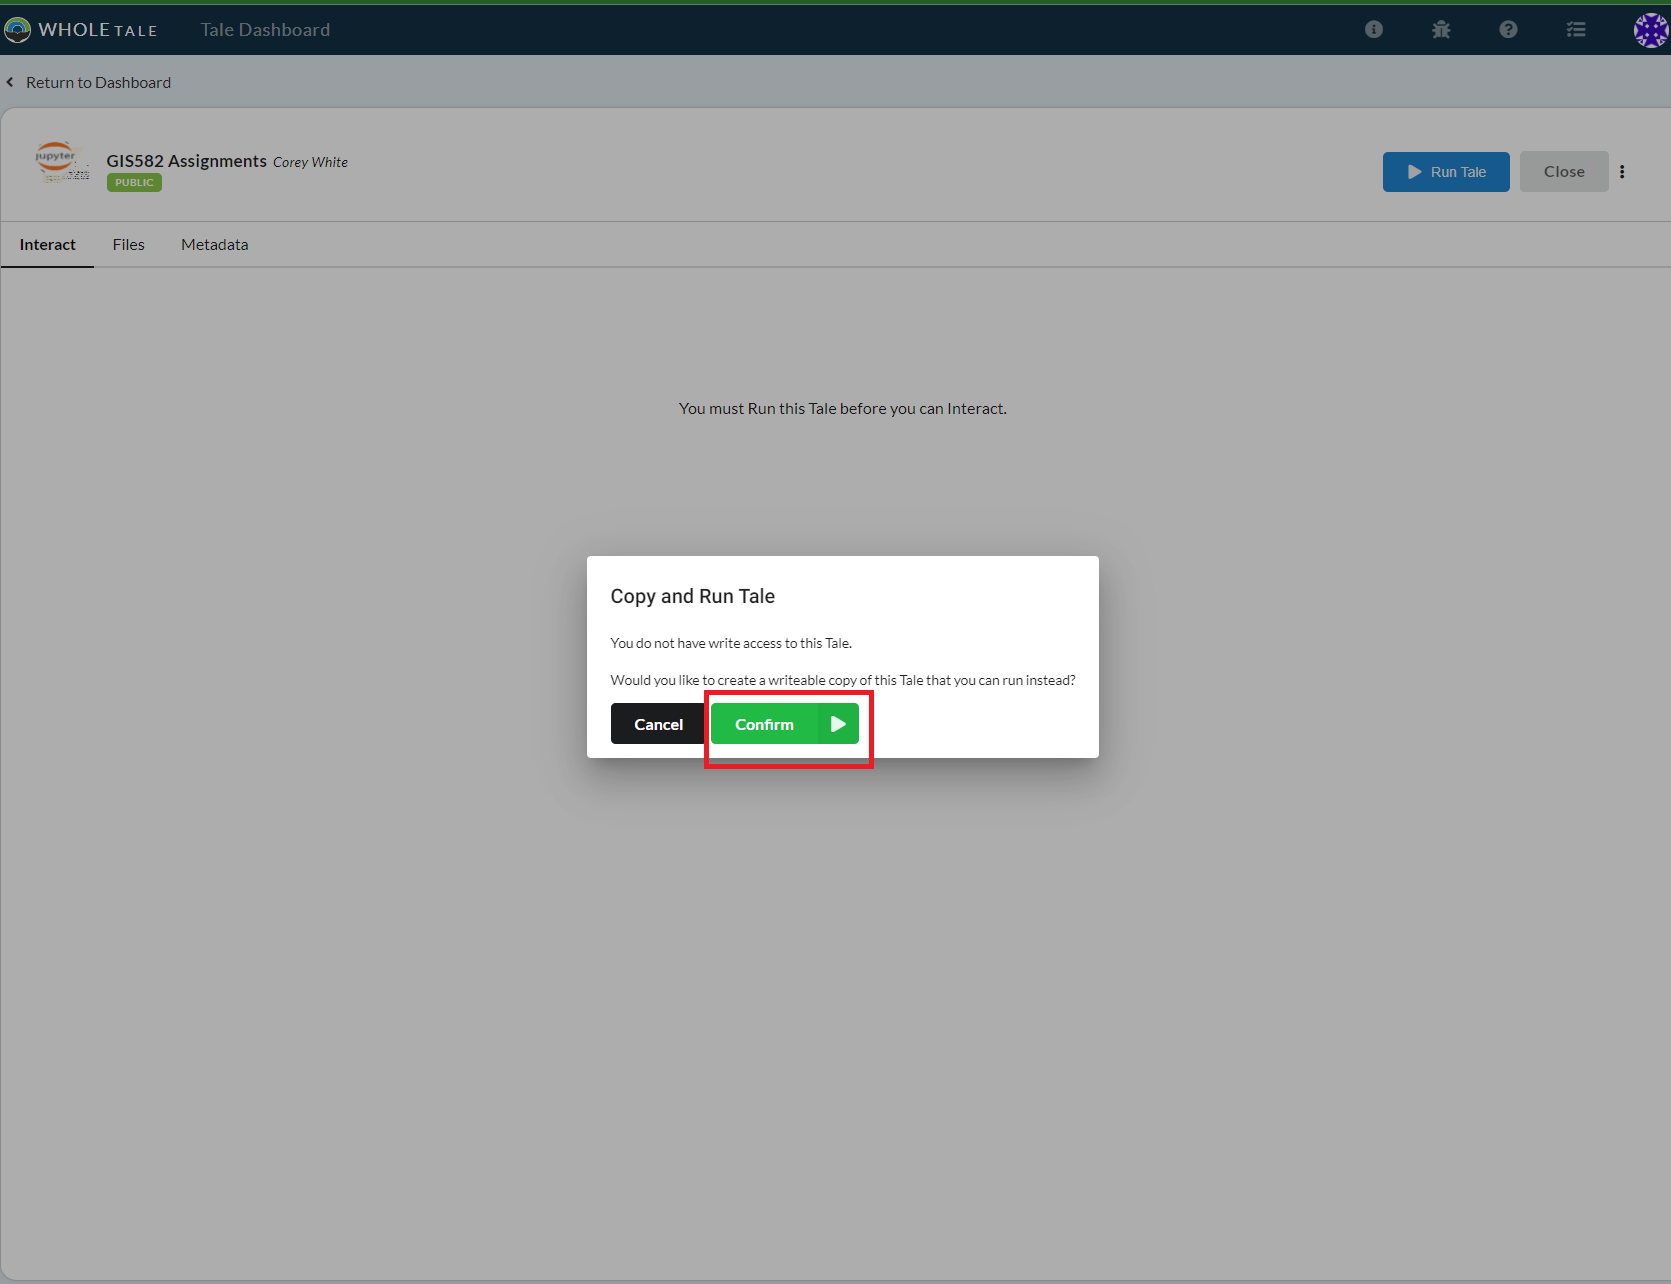 WHOLE TALE Tale Dashboard
Return to Dashboard
jupyter
GIS582 Assignments Corey White
PUBLIC
Run Tale Close
Interact Files Metadata
You must Run this Tale before you can Interact.
Copy and Run Tale
You do not have write access to this Tale.
Would you like to create a writeable copy of this Tale that you can run instead?
Cancel Confirm